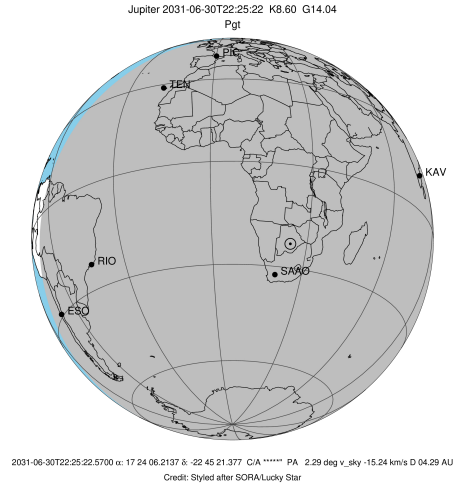 Jupiter 2031-06-30T22:25:22 K8.60 G14.04
Pgt
PIC
TEN
KAV
RIO
SAAO
ESO
2031-06-30T22:25:22.5700 α: 17 24 06.2137 δ: -22 45 21.377 C/A *****" PA 2.29 deg v_sky -15.24 km/s D 04.29 AU
Credit: Styled after SORA/Lucky Star